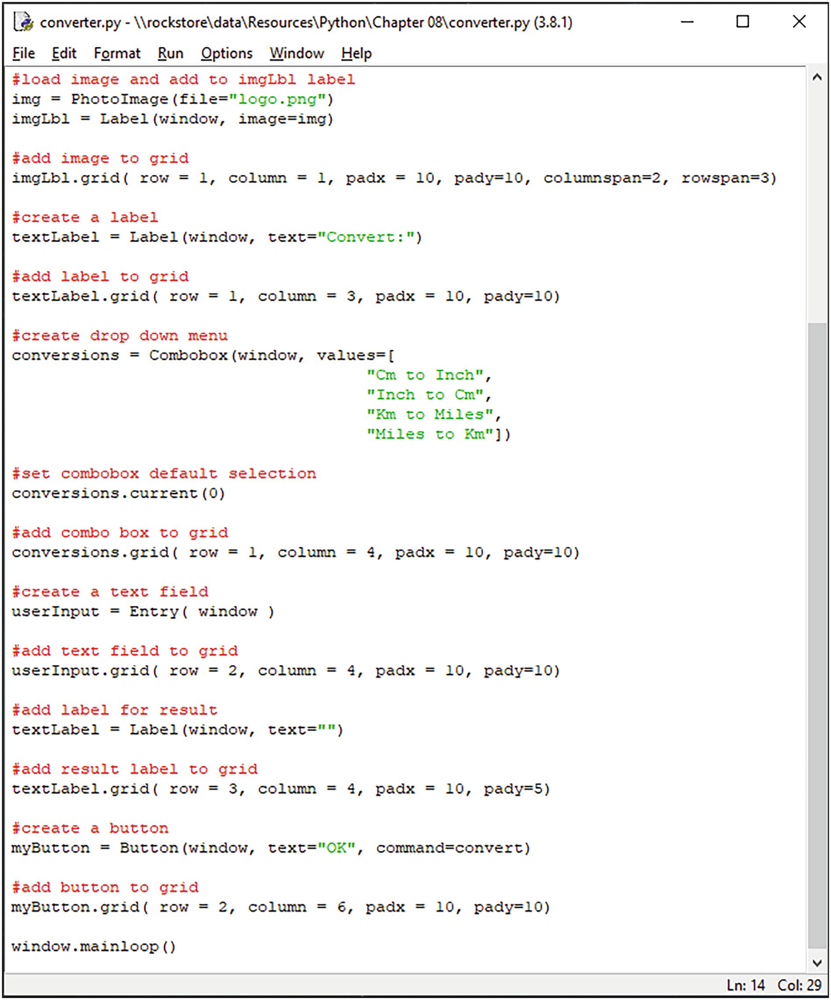 converter.py - \\rockstore\data\Resources\Python\Chapter 08\converter.py (3.8.1)
File Edit Format Run Options Window Help
#load image and add to imgLbl label
img = PhotoImage(file="logo.png")
imgLbl = Label(window, image=img)
#add image to grid
imgLbl.grid( row = 1, column = 1, padx = 10, pady=10, columnspan=2, rowspan=3)
#create a label
textLabel = Label(window, text="Convert:")
#add label to grid
textLabel.grid( row = 1, column = 3, padx = 10, pady=10)
#create drop down menu
conversions = Combobox(window, values=[
"Cm to Inch",
"Inch to Cm",
"Km to Miles",
"Miles to Km"])
#set combobox default selection
conversions.current(0)
#add combo box to grid
conversions.grid( row = 1, column = 4, padx = 10, pady=10)
#create a text field
userInput = Entry( window )
#add text field to grid
userInput.grid( row = 2, column = 4, padx = 10, pady=10)
#add label for result
textLabel = Label(window, text="")
#add result label to grid
textLabel.grid( row = 3, column = 4, padx = 10, pady=5)
#create a button
myButton = Button(window, text="OK", command=convert)
#add button to grid
myButton.grid( row = 2, column = 6, padx = 10, pady=10)
window.mainloop()
Ln: 14 Col: 29